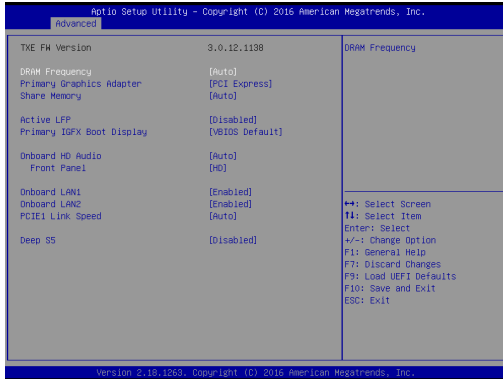 Aptio Setup Utility – Copyright (C) 2016 American Megatrends, Inc.
Advanced
TXE FW Version 3.0.12.1138
DRAM Frequency [Auto]
Primary Graphics Adapter [PCI Express]
Share Memory [Auto]
Active LFP [Disabled]
Primary IGFX Boot Display [VBIOS Default]
Onboard HD Audio [Auto]
Front Panel [HD]
Onboard LAN1 [Enabled]
Onboard LAN2 [Enabled]
PCIE1 Link Speed [Auto]
Deep S5 [Disabled]
DRAM Frequency
↔: Select Screen
↑↓: Select Item
Enter: Select
+/-: Change Option
F1: General Help
F7: Discard Changes
F9: Load UEFI Defaults
F10: Save and Exit
ESC: Exit
Version 2.18.1263. Copyright (C) 2016 American Megatrends, Inc.